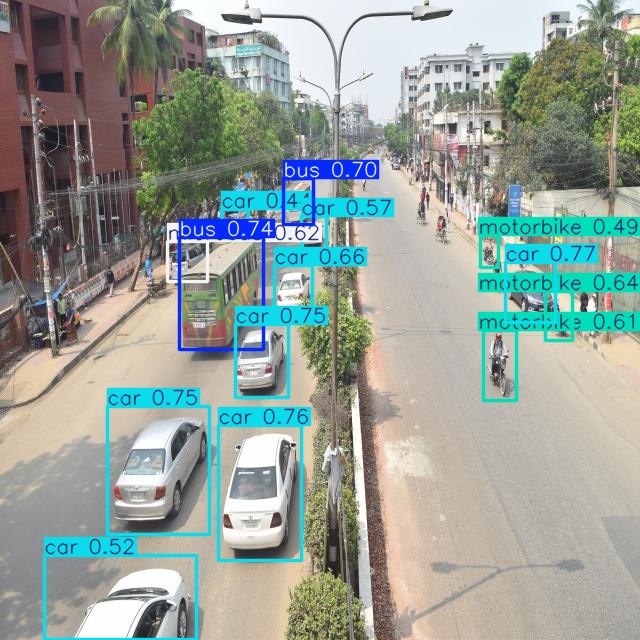 bus 0.70
car 0.4
car 0.57
bus 0.74
0.62
motorbike 0.49
car 0.66
car 0.77
motorbike 0.64
car 0.75
motorbike 0.61
car 0.75
car 0.76
car 0.52